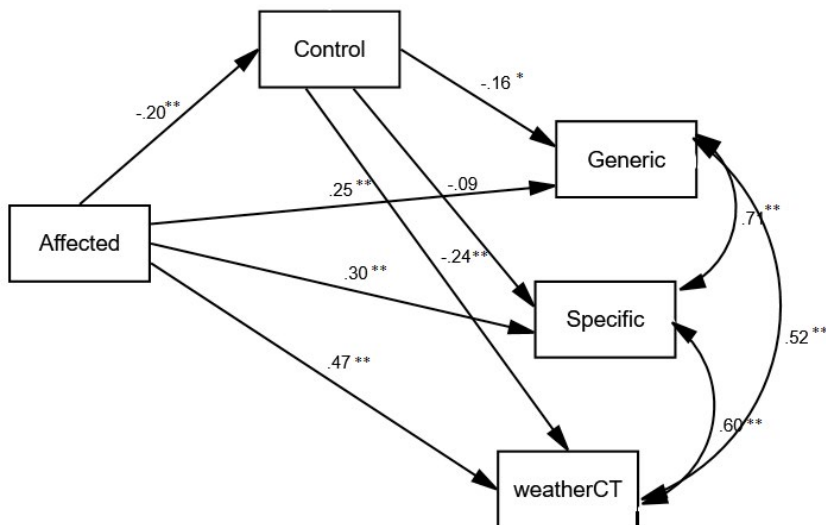 Control
-.20**
-.16 *
Generic
.25 **
-.09
Affected
.71**
-.24**
.30 **
Specific
.52 **
.47 **
.60 **
weatherCT